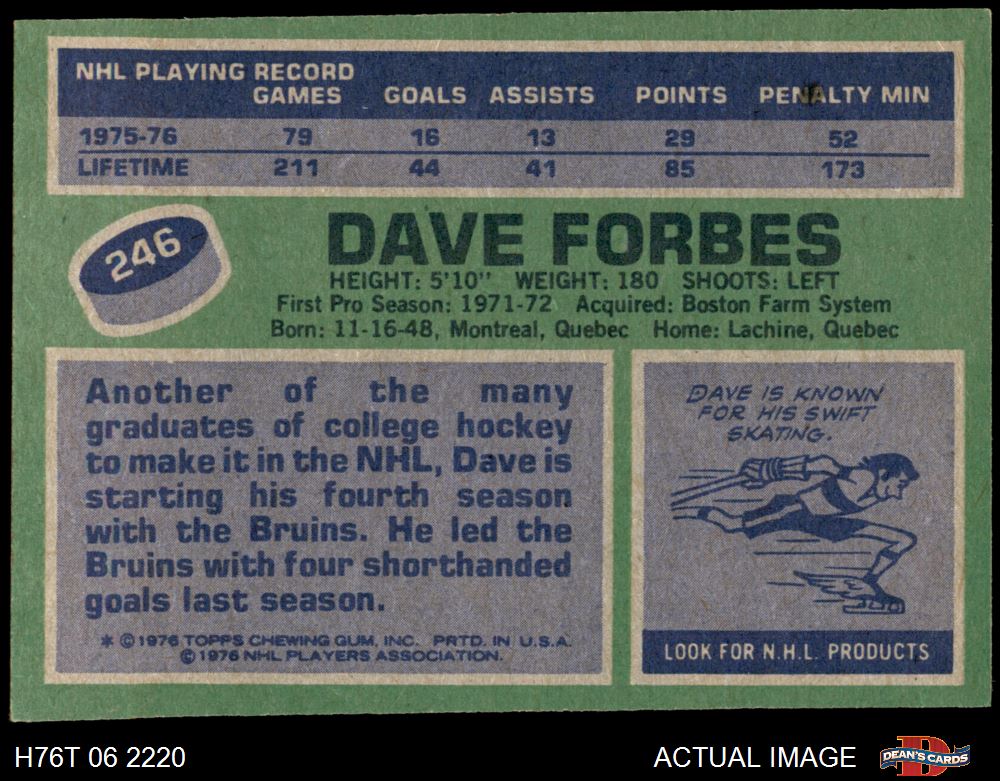 NHL PLAYING RECORD
GAMES GOALS ASSISTS POINTS PENALTY MIN
1975-76 79 16 13 29 52
LIFETIME 211 44 41 85 173
246
DAVE FORBES
HEIGHT: 5'10" WEIGHT: 180 SHOOTS: LEFT
First Pro Season: 1971-72 Acquired: Boston Farm System
Born: 11-16-48, Montreal, Quebec Home: Lachine, Quebec
Another of the many
graduates of college hockey
to make it in the NHL, Dave is
starting his fourth season
with the Bruins. He led the
Bruins with four shorthanded
goals last season.
* © 1976 TOPPS CHEWING GUM, INC. PRTD. IN U.S.A.
© 1976 NHL PLAYERS ASSOCIATION.
DAVE IS KNOWN
FOR HIS SWIFT
SKATING.
LOOK FOR N.H.L. PRODUCTS
H76T 06 2220 ACTUAL IMAGE DEAN'S CARDS